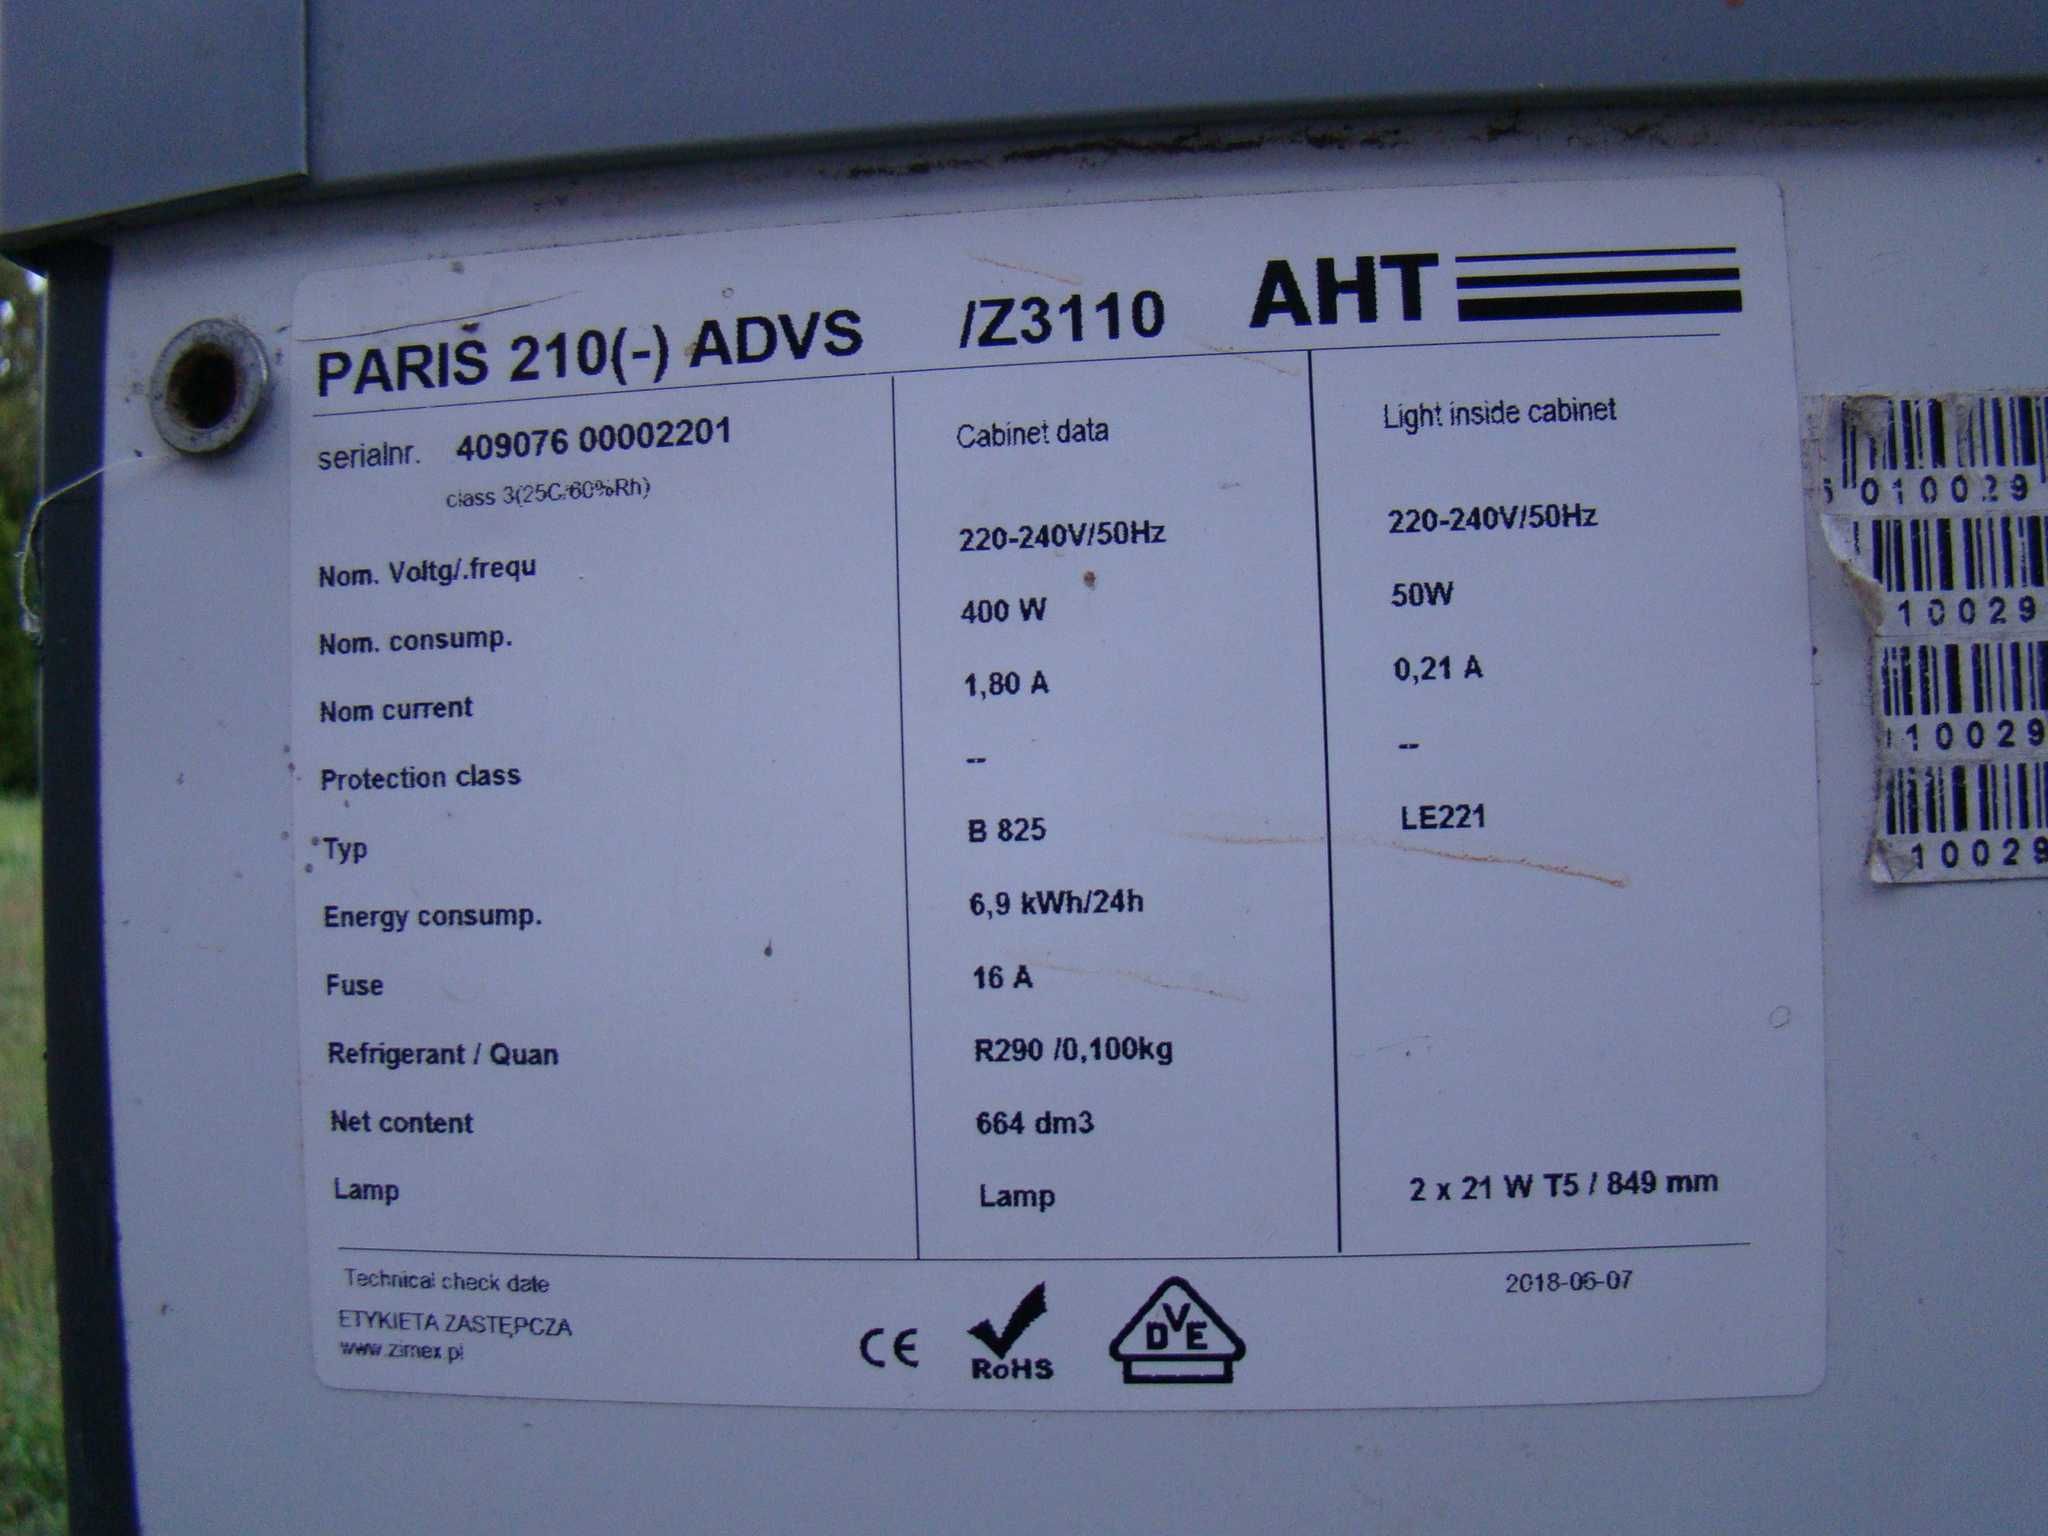 PARIS 210(-) ADVS /Z3110 AHT
serialnr. 409076 00002201
class 3(25C/60%Rh)
Cabinet data
Light inside cabinet
Nom. Voltg/.frequ 220-240V/50Hz 220-240V/50Hz
Nom. consump. 400 W 50W
Nom current 1,80 A 0,21 A
Protection class -- --
Typ B 825 LE221
Energy consump. 6,9 kWh/24h
Fuse 16 A
Refrigerant / Quan R290 /0,100kg
Net content 664 dm3
Lamp Lamp 2 x 21 W T5 / 849 mm
Technical check date 2018-06-07
ETYKIETA ZASTĘPCZA
www.zimex.pl
CE RoHS DVE
010029
10029
10029
10029